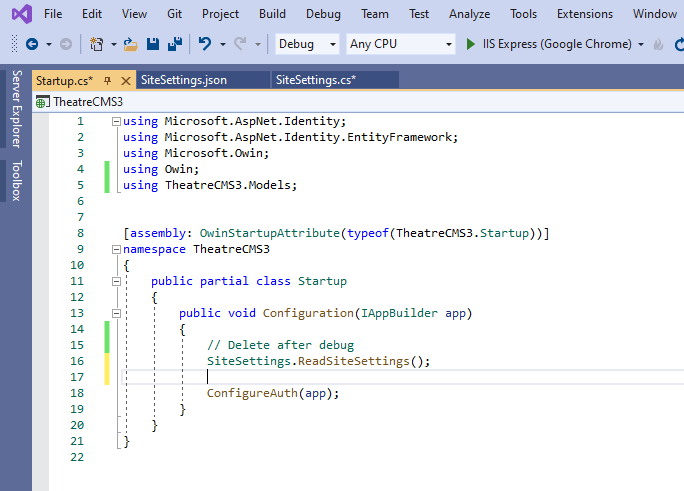 File Edit View Git Project Build Debug Team Test Analyze Tools Extensions Window
Debug Any CPU IIS Express (Google Chrome)
Startup.cs* SiteSettings.json SiteSettings.cs*
Server Explorer
Toolbox
TheatreCMS3
1 using Microsoft.AspNet.Identity;
2 using Microsoft.AspNet.Identity.EntityFramework;
3 using Microsoft.Owin;
4 using Owin;
5 using TheatreCMS3.Models;
6
7
8 [assembly: OwinStartupAttribute(typeof(TheatreCMS3.Startup))]
9 namespace TheatreCMS3
10 {
11 public partial class Startup
12 {
13 public void Configuration(IAppBuilder app)
14 {
15 // Delete after debug
16 SiteSettings.ReadSiteSettings();
17
18 ConfigureAuth(app);
19 }
20 }
21 }
22